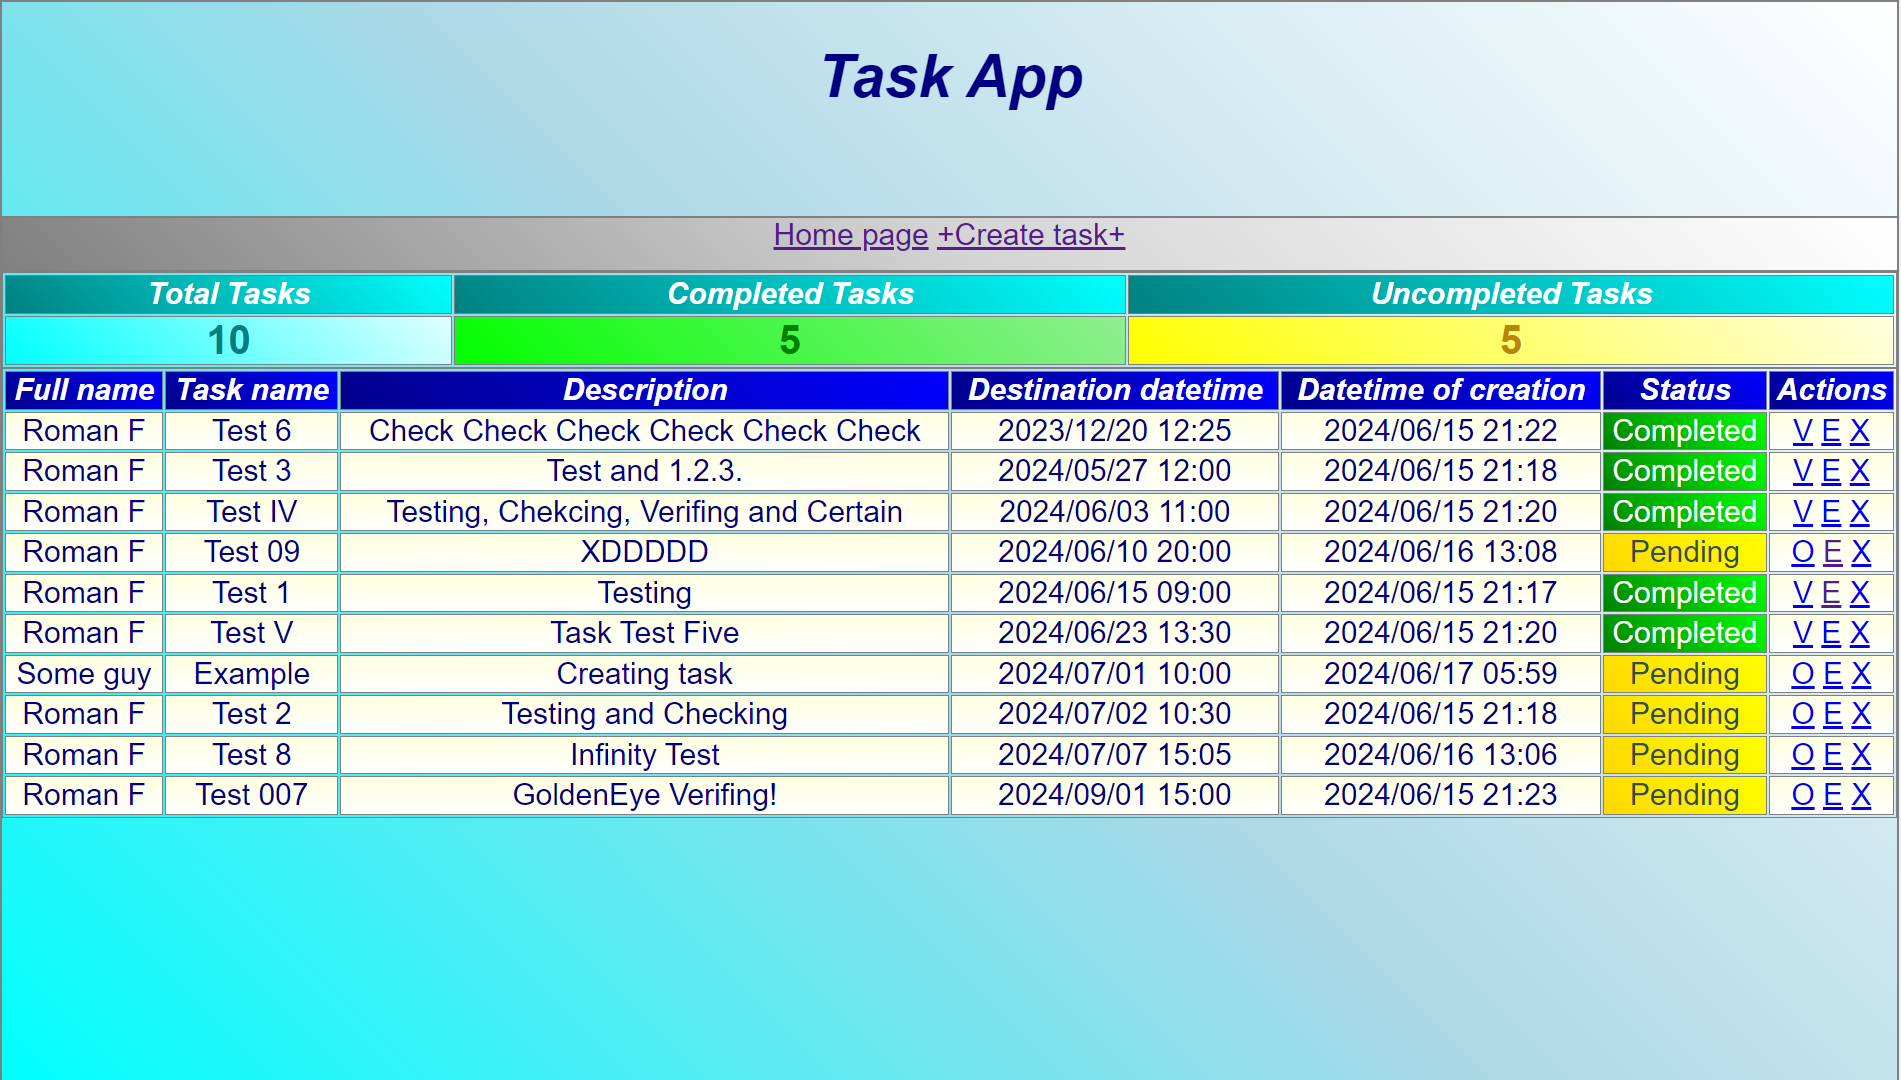 Task App
Home page +Create task+
Total Tasks Completed Tasks Uncompleted Tasks
10 5 5
Full name Task name Description Destination datetime Datetime of creation Status Actions
Roman F Test 6 Check Check Check Check Check Check 2023/12/20 12:25 2024/06/15 21:22 Completed V E X
Roman F Test 3 Test and 1.2.3. 2024/05/27 12:00 2024/06/15 21:18 Completed V E X
Roman F Test IV Testing, Chekcing, Verifing and Certain 2024/06/03 11:00 2024/06/15 21:20 Completed V E X
Roman F Test 09 XDDDDD 2024/06/10 20:00 2024/06/16 13:08 Pending O E X
Roman F Test 1 Testing 2024/06/15 09:00 2024/06/15 21:17 Completed V E X
Roman F Test V Task Test Five 2024/06/23 13:30 2024/06/15 21:20 Completed V E X
Some guy Example Creating task 2024/07/01 10:00 2024/06/17 05:59 Pending O E X
Roman F Test 2 Testing and Checking 2024/07/02 10:30 2024/06/15 21:18 Pending O E X
Roman F Test 8 Infinity Test 2024/07/07 15:05 2024/06/16 13:06 Pending O E X
Roman F Test 007 GoldenEye Verifing! 2024/09/01 15:00 2024/06/15 21:23 Pending O E X